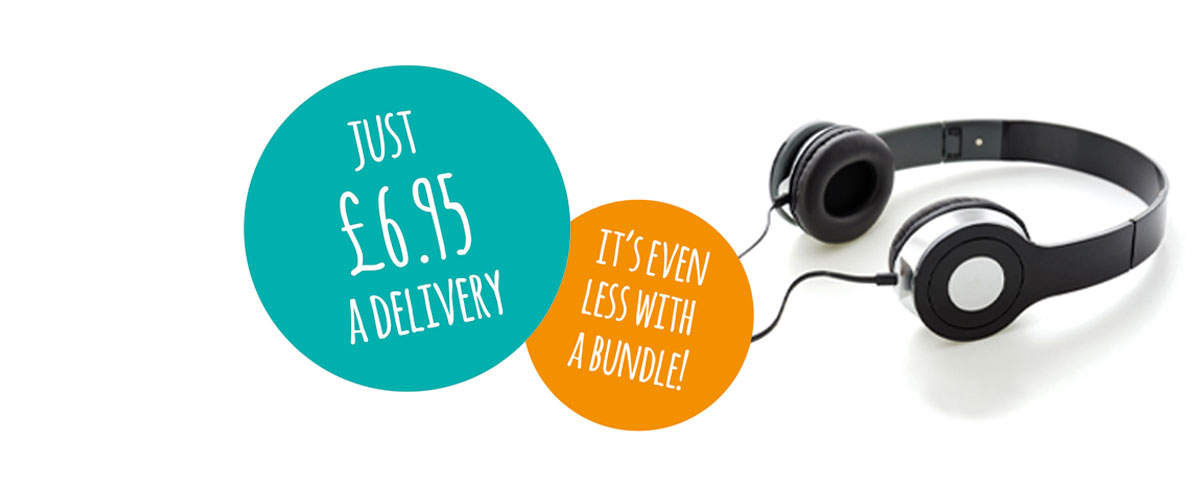 JUST
£6.95
A DELIVERY
IT'S EVEN
LESS WITH
A BUNDLE!